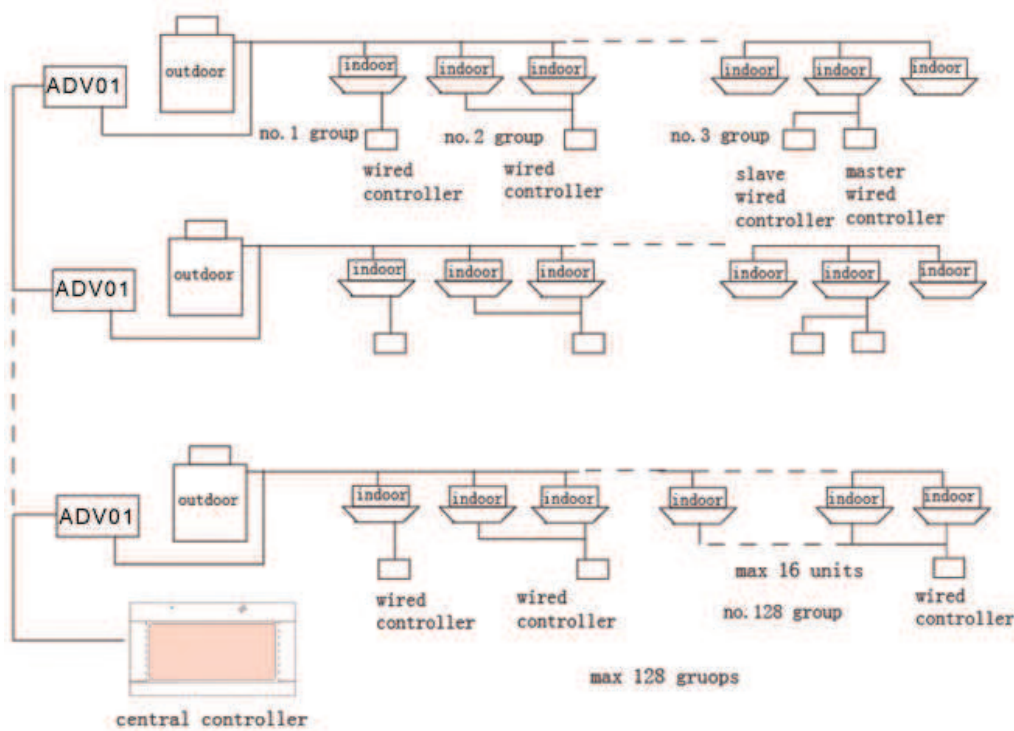 outdoor
ADV01
indoor
indoor
indoor
indoor
indoor
indoor
no.1 group
no.2 group
no.3 group
wired
controller
wired
controller
slave
wired
controller
master
wired
controller
outdoor
ADV01
indoor
indoor
indoor
indoor
indoor
indoor
outdoor
ADV01
indoor
indoor
indoor
indoor
indoor
indoor
max 16 units
wired
controller
wired
controller
no.128 group
wired
controller
max 128 gruops
central controller